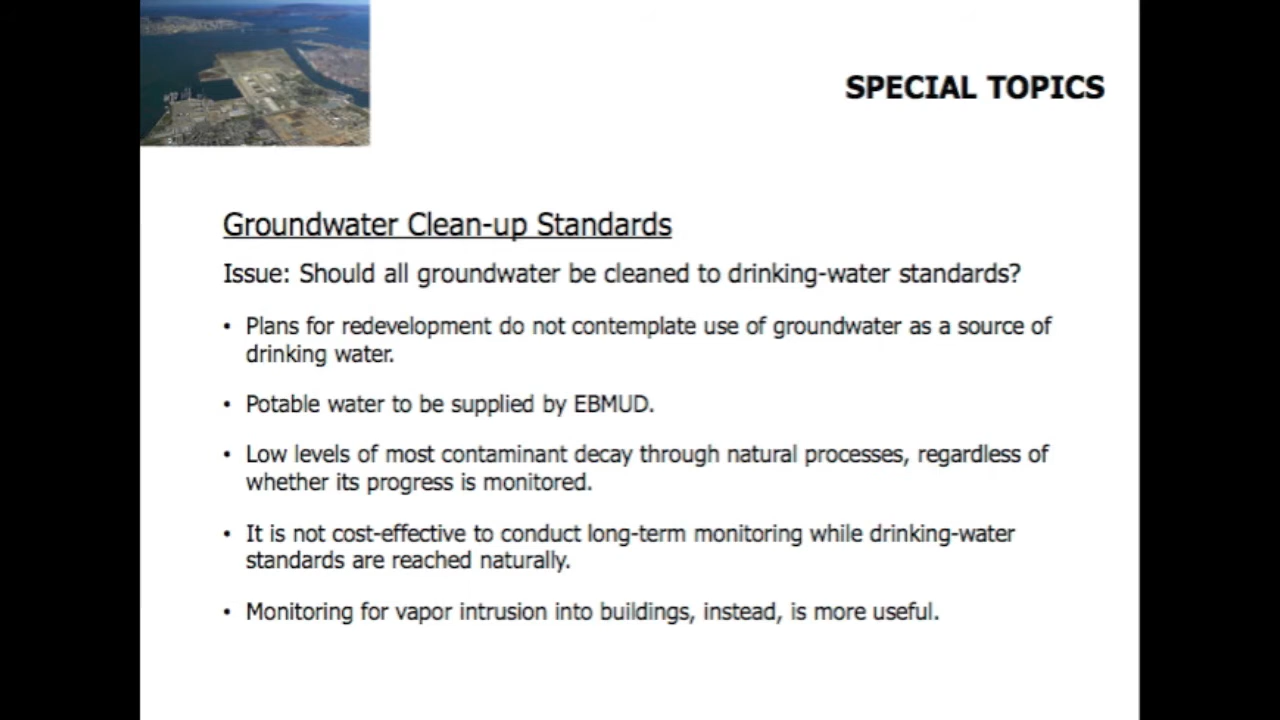 SPECIAL TOPICS
Groundwater Clean-up Standards
Issue: Should all groundwater be cleaned to drinking-water standards?
• Plans for redevelopment do not contemplate use of groundwater as a source of
drinking water.
• Potable water to be supplied by EBMUD.
• Low levels of most contaminant decay through natural processes, regardless of
whether its progress is monitored.
• It is not cost-effective to conduct long-term monitoring while drinking-water
standards are reached naturally.
• Monitoring for vapor intrusion into buildings, instead, is more useful.